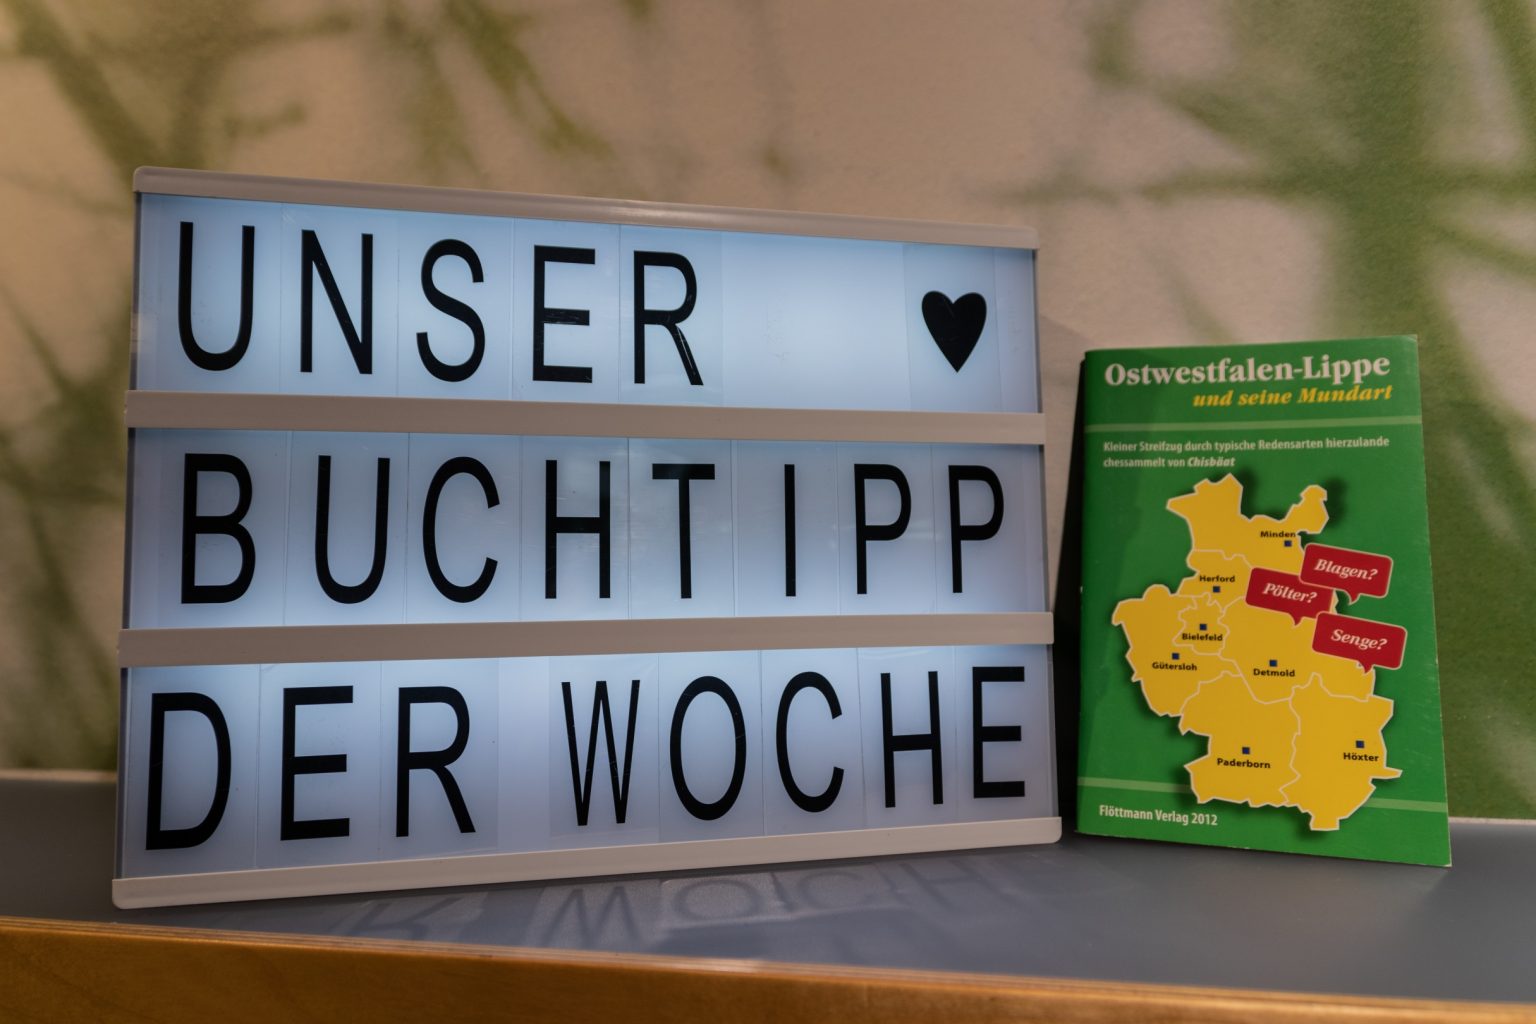 UNSER ♥
BUCHTIPP
DER WOCHE
Ostwestfalen-Lippe
und seine Mundart
Kleiner Streifzug durch typische Redensarten hierzulande
chessammelt von Chisbäat
Minden
Blagen?
Herford
Pölter?
Senge?
Bielefeld
Gütersloh
Detmold
Paderborn
Höxter
Flöttmann Verlag 2012